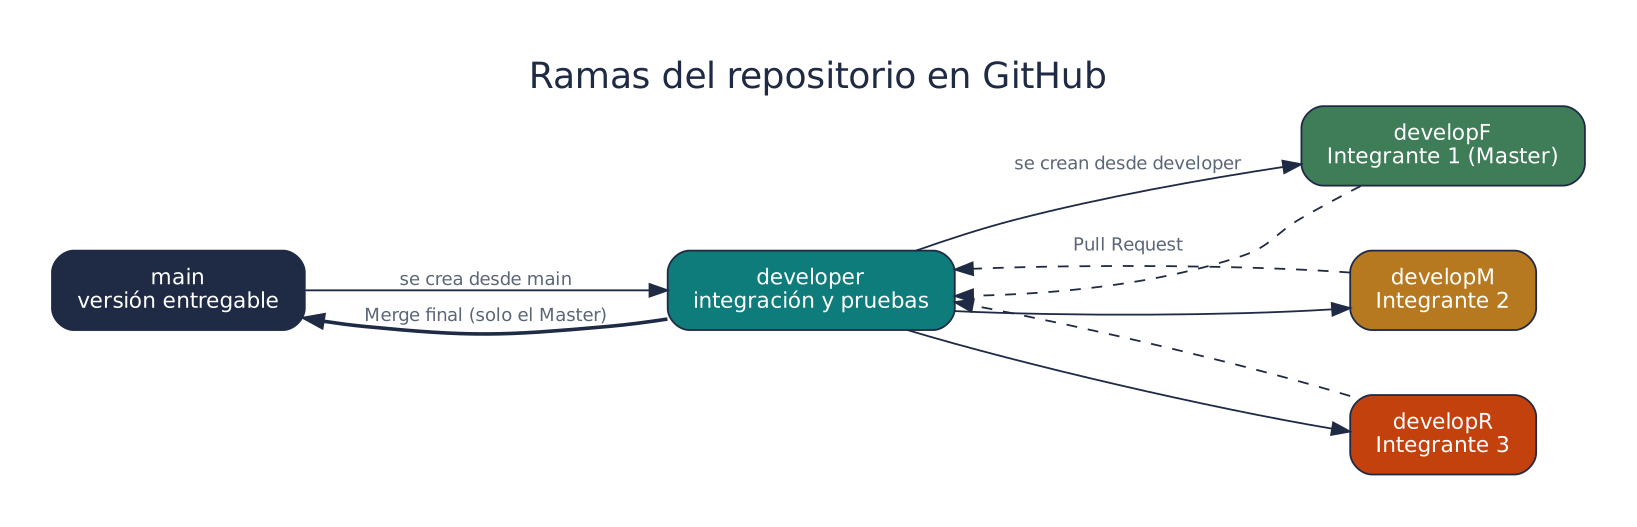 Ramas del repositorio en GitHub
developF
Integrante 1 (Master)
se crean desde developer
Pull Request
main
versión entregable
se crea desde main
Merge final (solo el Master)
developer
integración y pruebas
developM
Integrante 2
developR
Integrante 3